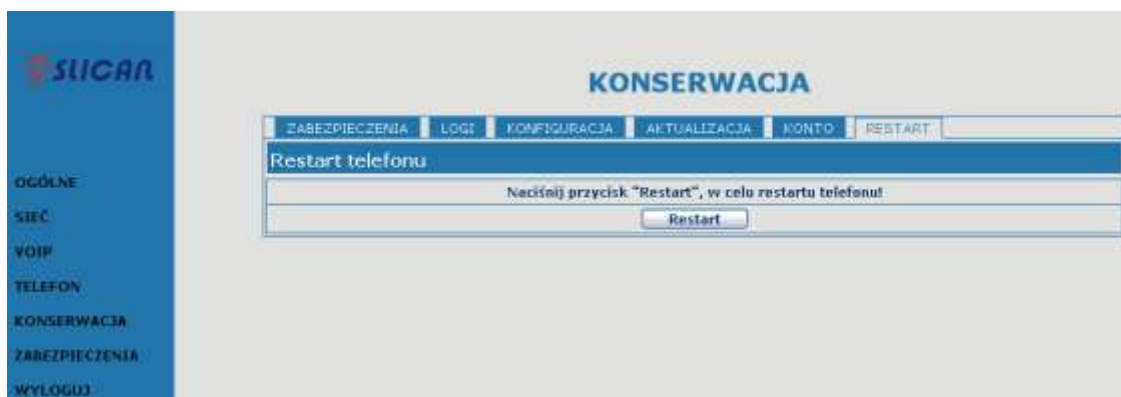 SLICAN
KONSERWACJA
ZABEZPIECZENIA LOGI KONFIGURACJA AKTUALIZACJA KONTO RESTART
Restart telefonu
Naciśnij przycisk "Restart", w celu restartu telefonu!
Restart
OGÓLNE
SIEĆ
VOIP
TELEFON
KONSERWACJA
ZABEZPIECZENIA
WYLOGUJ